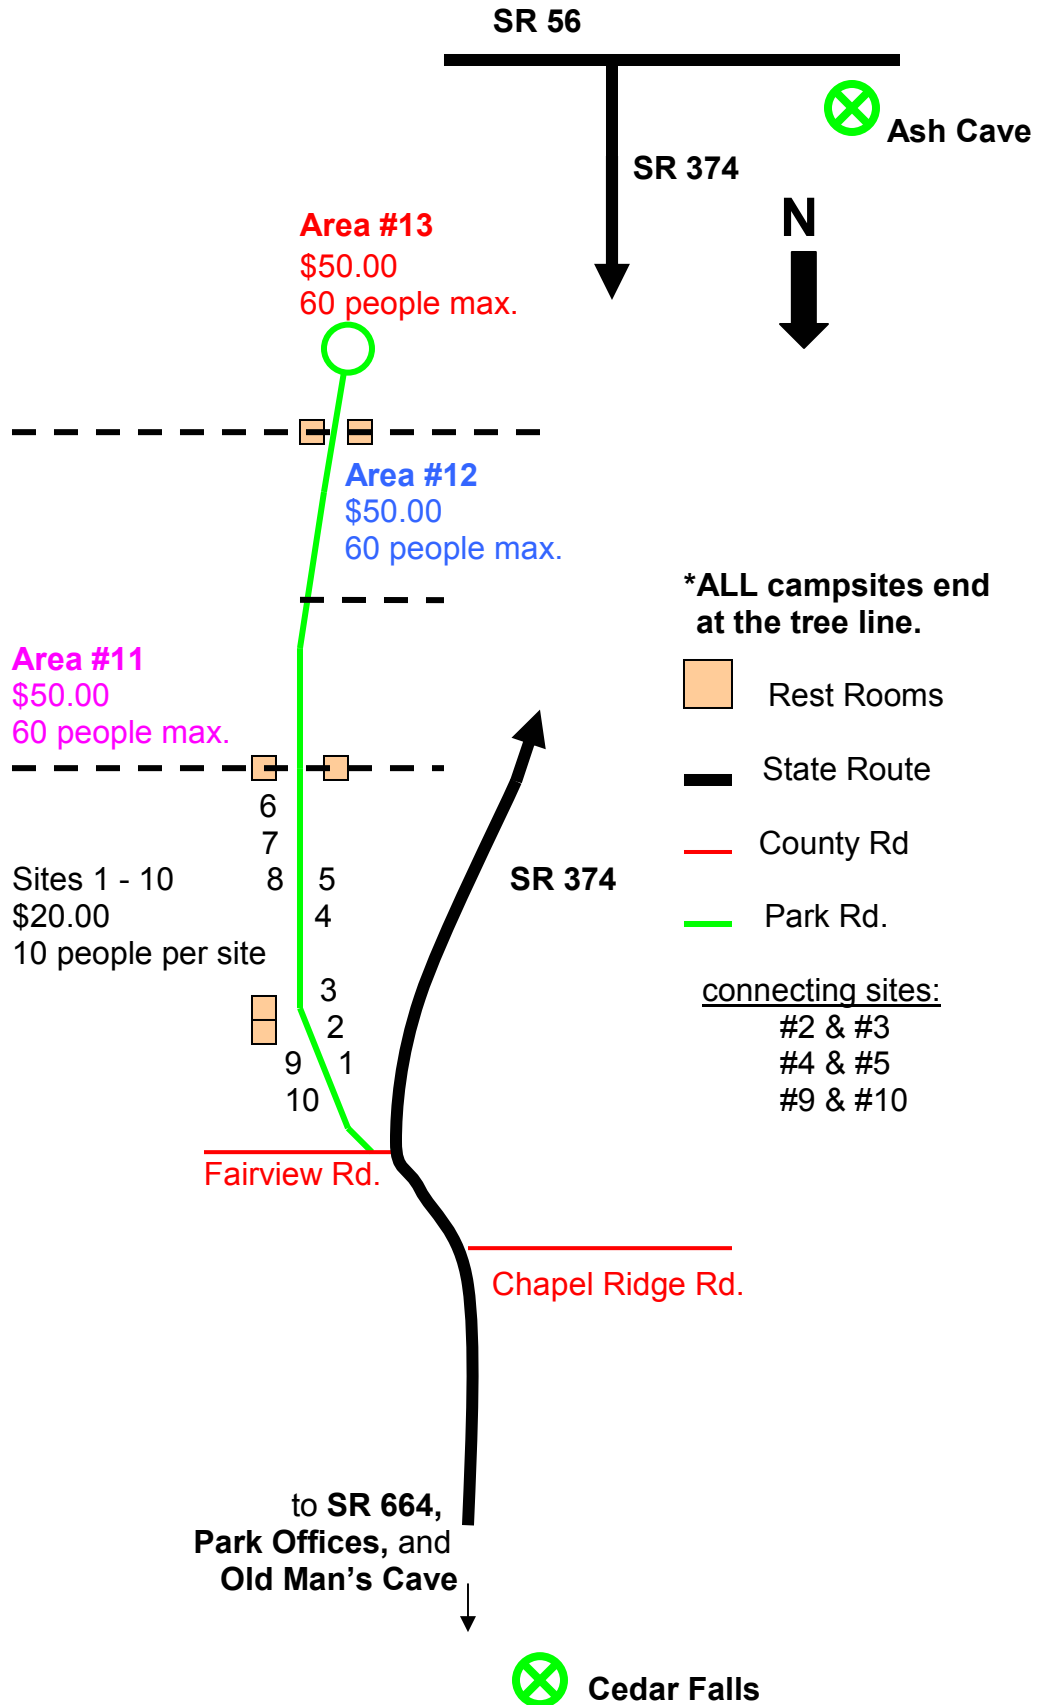 SR 56
Ash Cave
SR 374
N
Area #13
$50.00
60 people max.
Area #12
$50.00
60 people max.
*ALL campsites end
at the tree line.
Area #11
$50.00
60 people max.
Rest Rooms
State Route
County Rd
Park Rd.
connecting sites:
#2 & #3
#4 & #5
#9 & #10
6
7
8 5
4
Sites 1 - 10
$20.00
10 people per site
SR 374
3
2
9 1
10
Fairview Rd.
Chapel Ridge Rd.
to SR 664,
Park Offices, and
Old Man’s Cave
Cedar Falls